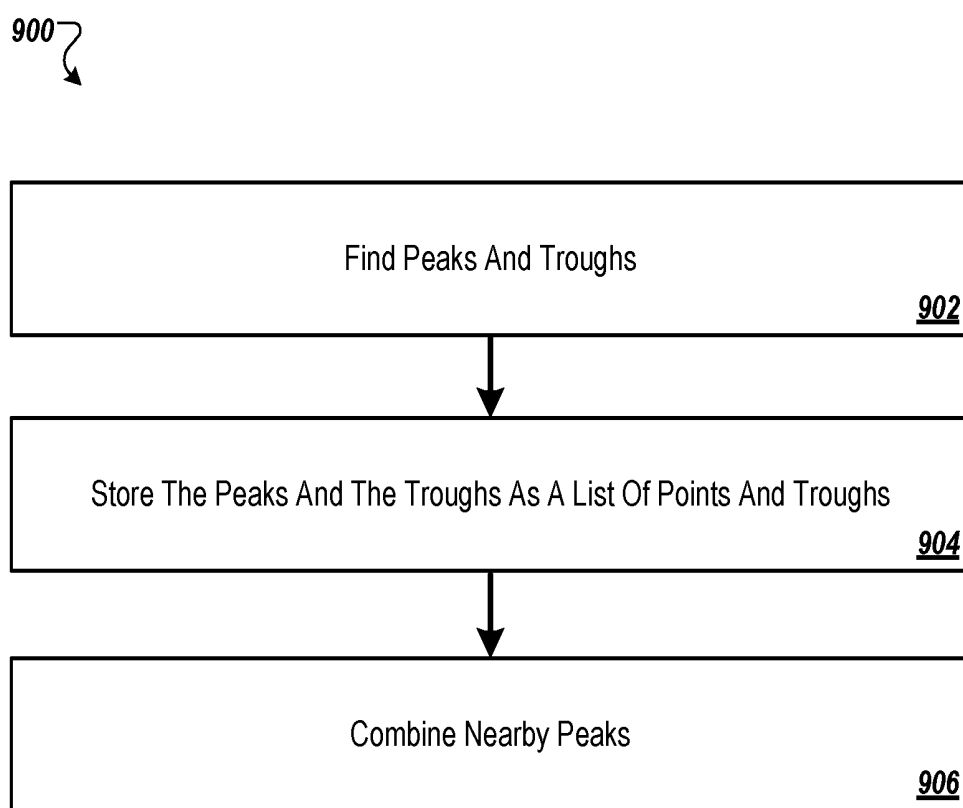 900
Find Peaks And Troughs
902
Store The Peaks And The Troughs As A List Of Points And Troughs
904
Combine Nearby Peaks
906